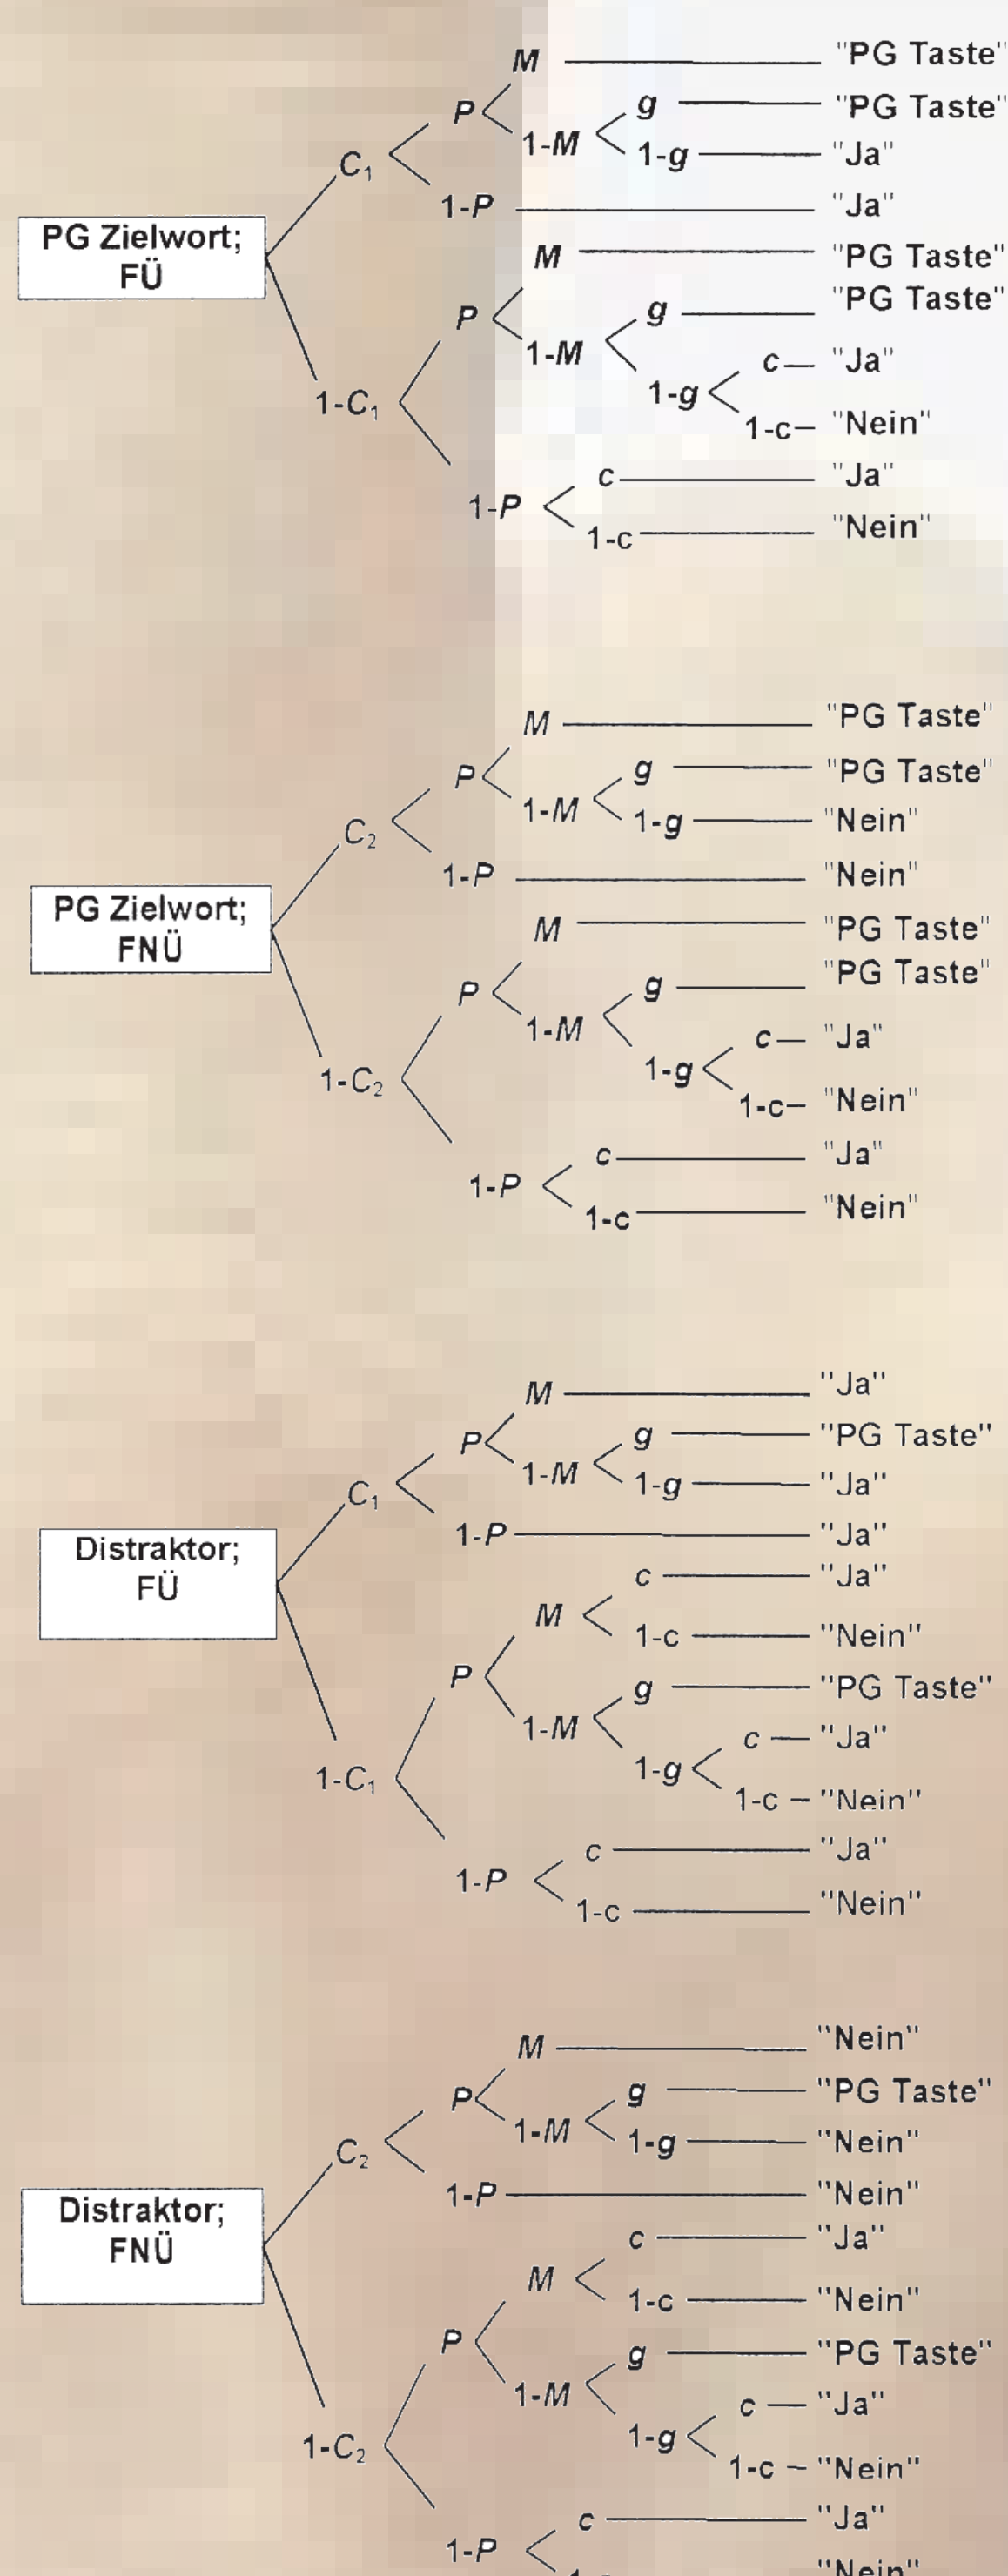 M "PG Taste"
P g "PG Taste"
1-M
C₁ 1-g "Ja"
1-P "Ja"
PG Zielwort;
FÜ
M "PG Taste"
P g "PG Taste"
1-M
c "Ja"
1-C₁ 1-g
1-c "Nein"
c "Ja"
1-P
1-c "Nein"
M "PG Taste"
P g "PG Taste"
1-M
C₂ 1-g "Nein"
1-P "Nein"
PG Zielwort;
FNÜ
M "PG Taste"
P g "PG Taste"
1-M
c "Ja"
1-C₂ 1-g
1-c "Nein"
c "Ja"
1-P
1-c "Nein"
M "Ja"
P g "PG Taste"
1-M
C₁ 1-g "Ja"
1-P "Ja"
Distraktor;
FÜ
c "Ja"
M
1-c "Nein"
P g "PG Taste"
1-M
c "Ja"
1-C₁ 1-g
1-c "Nein"
c "Ja"
1-P
1-c "Nein"
M "Nein"
P g "PG Taste"
1-M
C₂ 1-g "Nein"
1-P "Nein"
Distraktor;
FNÜ
c "Ja"
M
1-c "Nein"
P g "PG Taste"
1-M
c "Ja"
1-C₂ 1-g
1-c "Nein"
c "Ja"
1-P
"Nein"